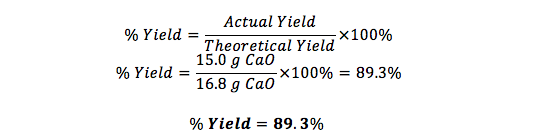 % Yield = Actual Yield / Theoretical Yield ×100%
% Yield = 15.0 g CaO / 16.8 g CaO ×100% = 89.3%
% Yield = 89.3%